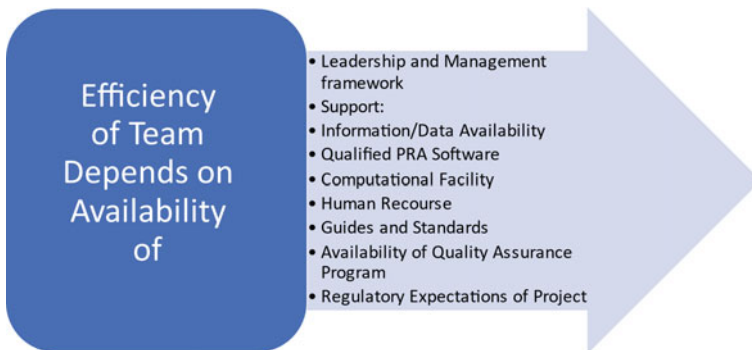 Efficiency
of Team
Depends on
Availability
of
• Leadership and Management
framework
• Support:
• Information/Data Availability
• Qualified PRA Software
• Computational Facility
• Human Recourse
• Guides and Standards
• Availability of Quality Assurance
Program
• Regulatory Expectations of Project